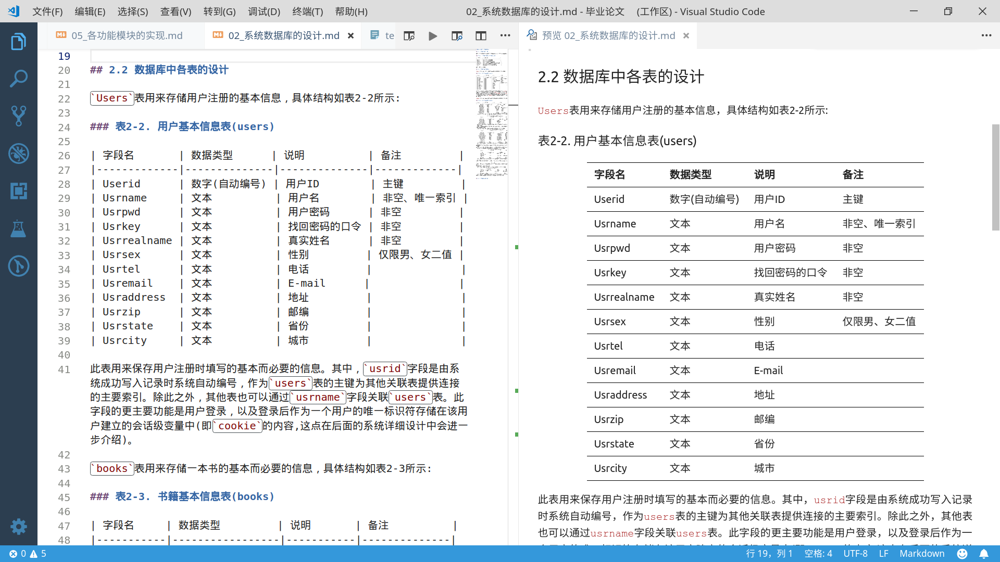 文件(F) 编辑(E) 选择(S) 查看(V) 转到(G) 调试(D) 终端(T) 帮助(H) 02_系统数据库的设计.md - 毕业论文 (工作区) - Visual Studio Code
05_各功能模块的实现.md 02_系统数据库的设计.md te
预览 02_系统数据库的设计.md
19
20 ## 2.2 数据库中各表的设计
21
22 `Users`表用来存储用户注册的基本信息，具体结构如表2-2所示:
23
24 ### 表2-2. 用户基本信息表(users)
25
26 | 字段名 | 数据类型 | 说明 | 备注 |
27 |-------------|--------------|--------------|-------------|
28 | Userid | 数字(自动编号) | 用户ID | 主键 |
29 | Usrname | 文本 | 用户名 | 非空、唯一索引 |
30 | Usrpwd | 文本 | 用户密码 | 非空 |
31 | Usrkey | 文本 | 找回密码的口令 | 非空 |
32 | Usrrealname | 文本 | 真实姓名 | 非空 |
33 | Usrsex | 文本 | 性别 | 仅限男、女二值 |
34 | Usrtel | 文本 | 电话 | |
35 | Usremail | 文本 | E-mail | |
36 | Usraddress | 文本 | 地址 | |
37 | Usrzip | 文本 | 邮编 | |
38 | Usrstate | 文本 | 省份 | |
39 | Usrcity | 文本 | 城市 | |
40
41 此表用来保存用户注册时填写的基本而必要的信息。其中，`usrid`字段是由系
统成功写入记录时系统自动编号，作为`users`表的主键为其他关联表提供连接
的主要索引。除此之外，其他表也可以通过`usrname`字段关联`users`表。此
字段的更主要功能是用户登录，以及登录后作为一个用户的唯一标识符存储在该用
户建立的会话级变量中(即`cookie`的内容,这点在后面的系统详细设计中会进一
步介绍)。
42
43 `books`表用来存储一本书的基本而必要的信息，具体结构如表2-3所示:
44
45 ### 表2-3. 书籍基本信息表(books)
46
47 | 字段名 | 数据类型 | 说明 | 备注 |
48 |-----------|-----------------|-----------|--------------|
2.2 数据库中各表的设计
Users表用来存储用户注册的基本信息，具体结构如表2-2所示:
表2-2. 用户基本信息表(users)
字段名 数据类型 说明 备注
Userid 数字(自动编号) 用户ID 主键
Usrname 文本 用户名 非空、唯一索引
Usrpwd 文本 用户密码 非空
Usrkey 文本 找回密码的口令 非空
Usrrealname 文本 真实姓名 非空
Usrsex 文本 性别 仅限男、女二值
Usrtel 文本 电话
Usremail 文本 E-mail
Usraddress 文本 地址
Usrzip 文本 邮编
Usrstate 文本 省份
Usrcity 文本 城市
此表用来保存用户注册时填写的基本而必要的信息。其中，usrid字段是由系统成功写入记录
时系统自动编号，作为users表的主键为其他关联表提供连接的主要索引。除此之外，其他表
也可以通过usrname字段关联users表。此字段的更主要功能是用户登录，以及登录后作为一
0 5 行 19，列 1 空格: 4 UTF-8 LF Markdown